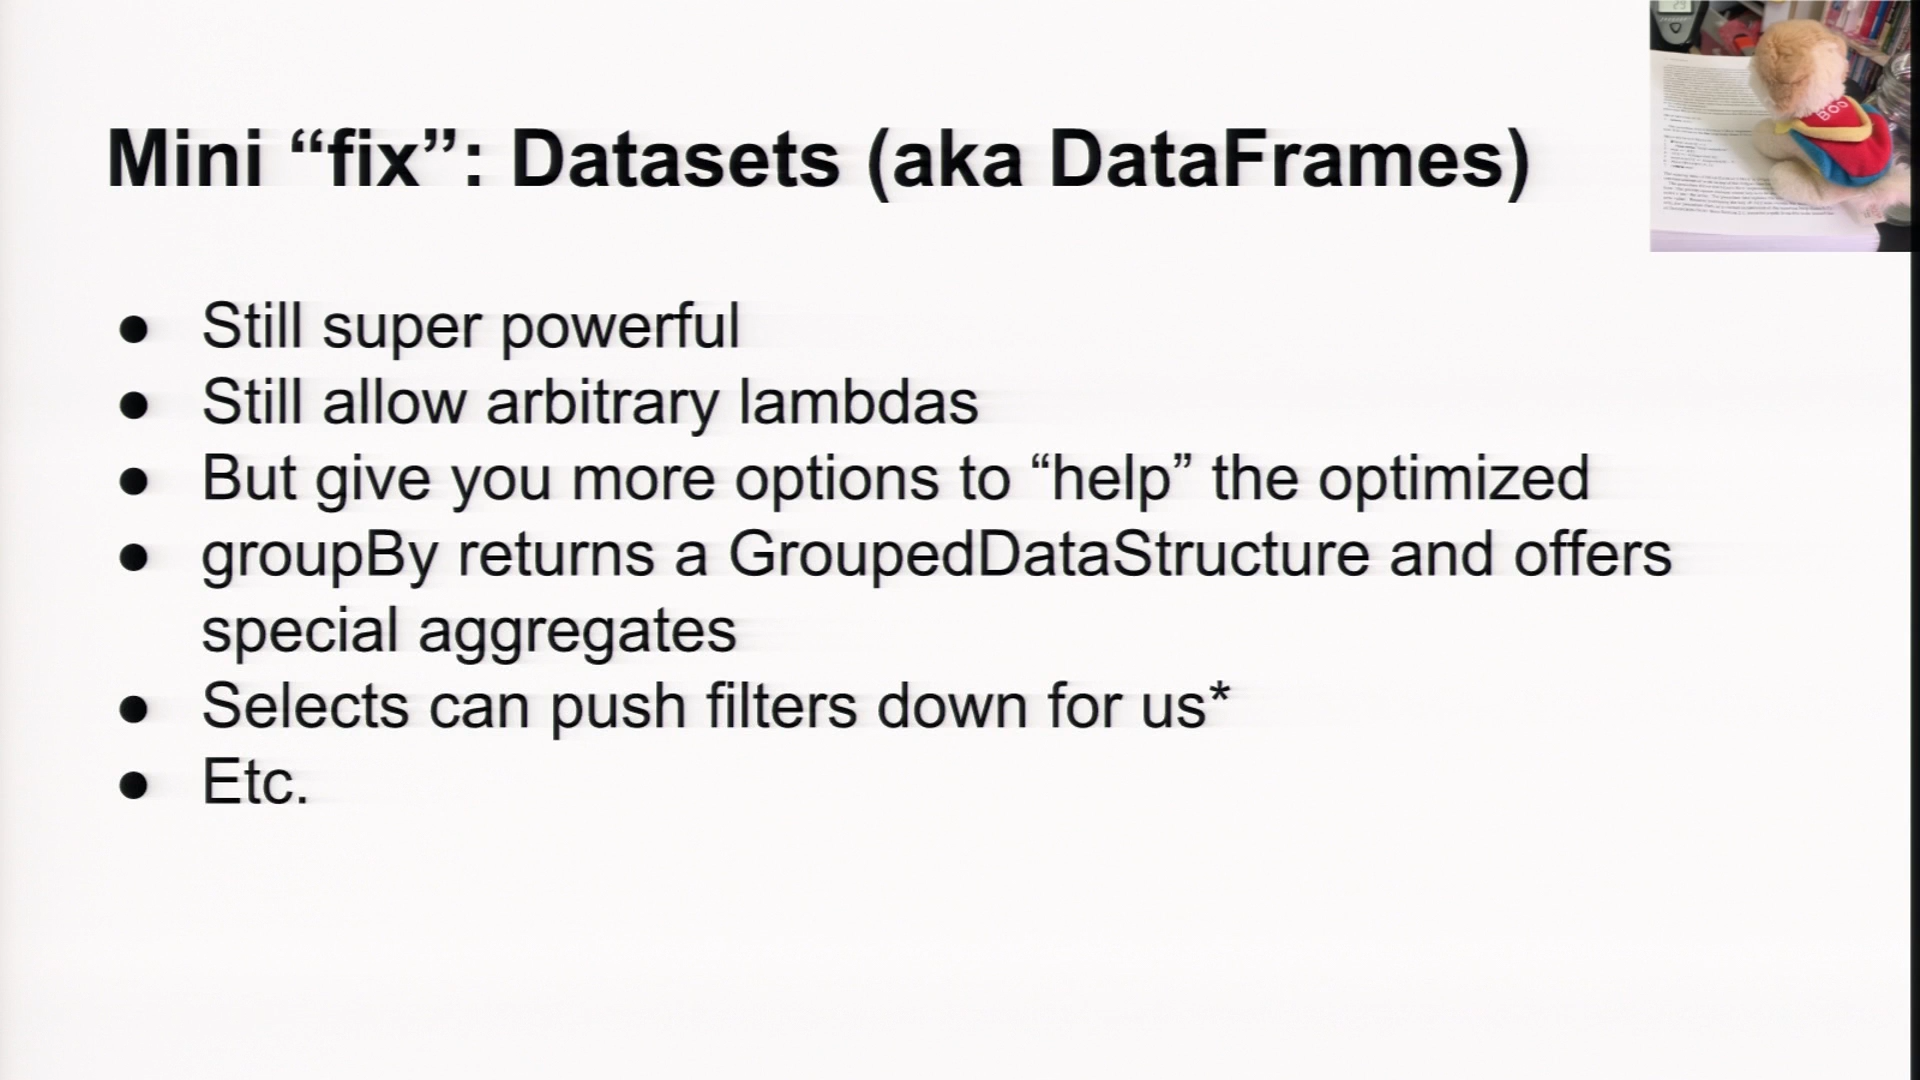 Mini “fix”: Datasets (aka DataFrames)
● Still super powerful
● Still allow arbitrary lambdas
● But give you more options to “help” the optimized
● groupBy returns a GroupedDataStructure and offers
special aggregates
● Selects can push filters down for us*
● Etc.